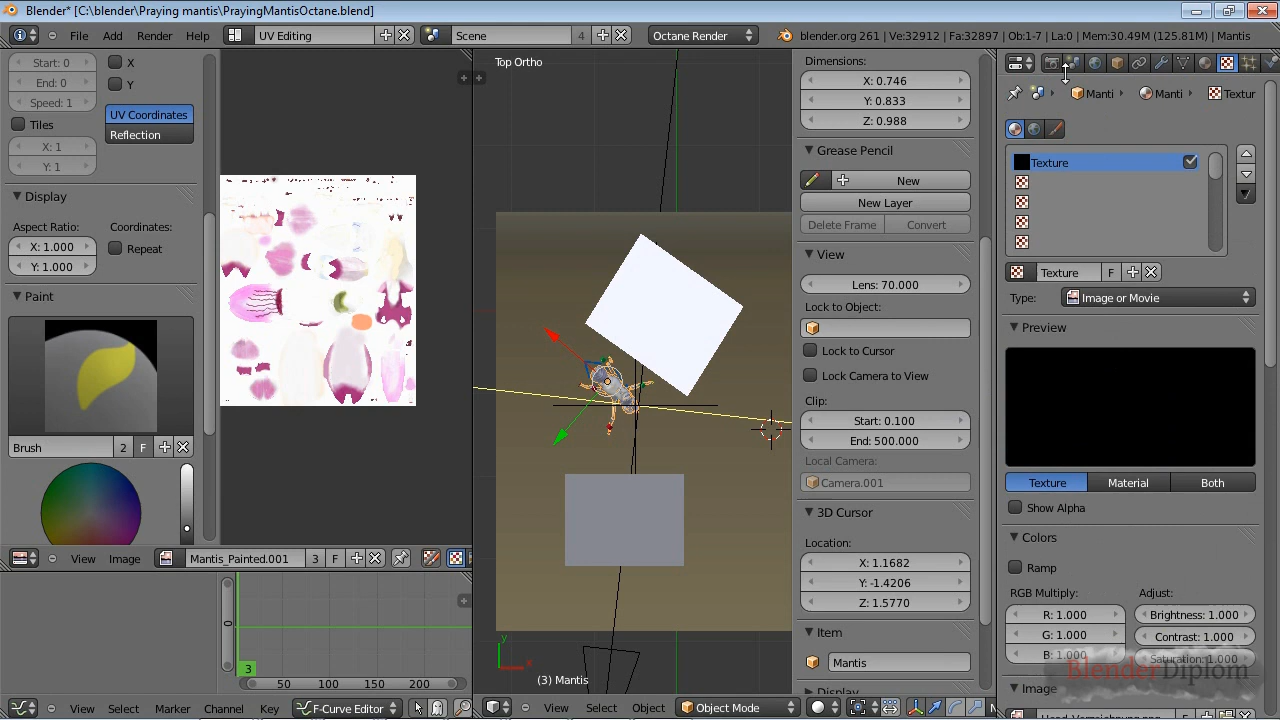 Blender* [C:\blender\Praying mantis\PrayingMantisOctane.blend]
File Add Render Help UV Editing Scene 4 Octane Render blender.org 261 | Ve:32912 | Fa:32897 | Ob:1-7 | La:0 | Mem:30.49M (125.81M) | Mantis
Start: 0
End: 0
Speed: 1
Tiles
X: 1
Y: 1
X
Y
UV Coordinates
Reflection
Display
Aspect Ratio:
X: 1.000
Y: 1.000
Coordinates:
Repeat
Paint
Brush 2 F
View Image Mantis_Painted.001 3 F
0
3
50 100 150 200
View Select Marker Channel Key F-Curve Editor
Top Ortho
y
x
(3) Mantis
View Select Object Object Mode
Dimensions:
X: 0.746
Y: 0.833
Z: 0.988
Grease Pencil
New
New Layer
Delete Frame Convert
View
Lens: 70.000
Lock to Object:
Lock to Cursor
Lock Camera to View
Clip:
Start: 0.100
End: 500.000
Local Camera:
Camera.001
3D Cursor
Location:
X: 1.1682
Y: -1.4206
Z: 1.5770
Item
Mantis
Display
Manti Manti Textur
Texture
Texture F
Type: Image or Movie
Preview
Texture Material Both
Show Alpha
Colors
Ramp
RGB Multiply:
R: 1.000
G: 1.000
B: 1.000
Adjust:
Brightness: 1.000
Contrast: 1.000
Saturation: 1.000
BlenderDiplom
Image